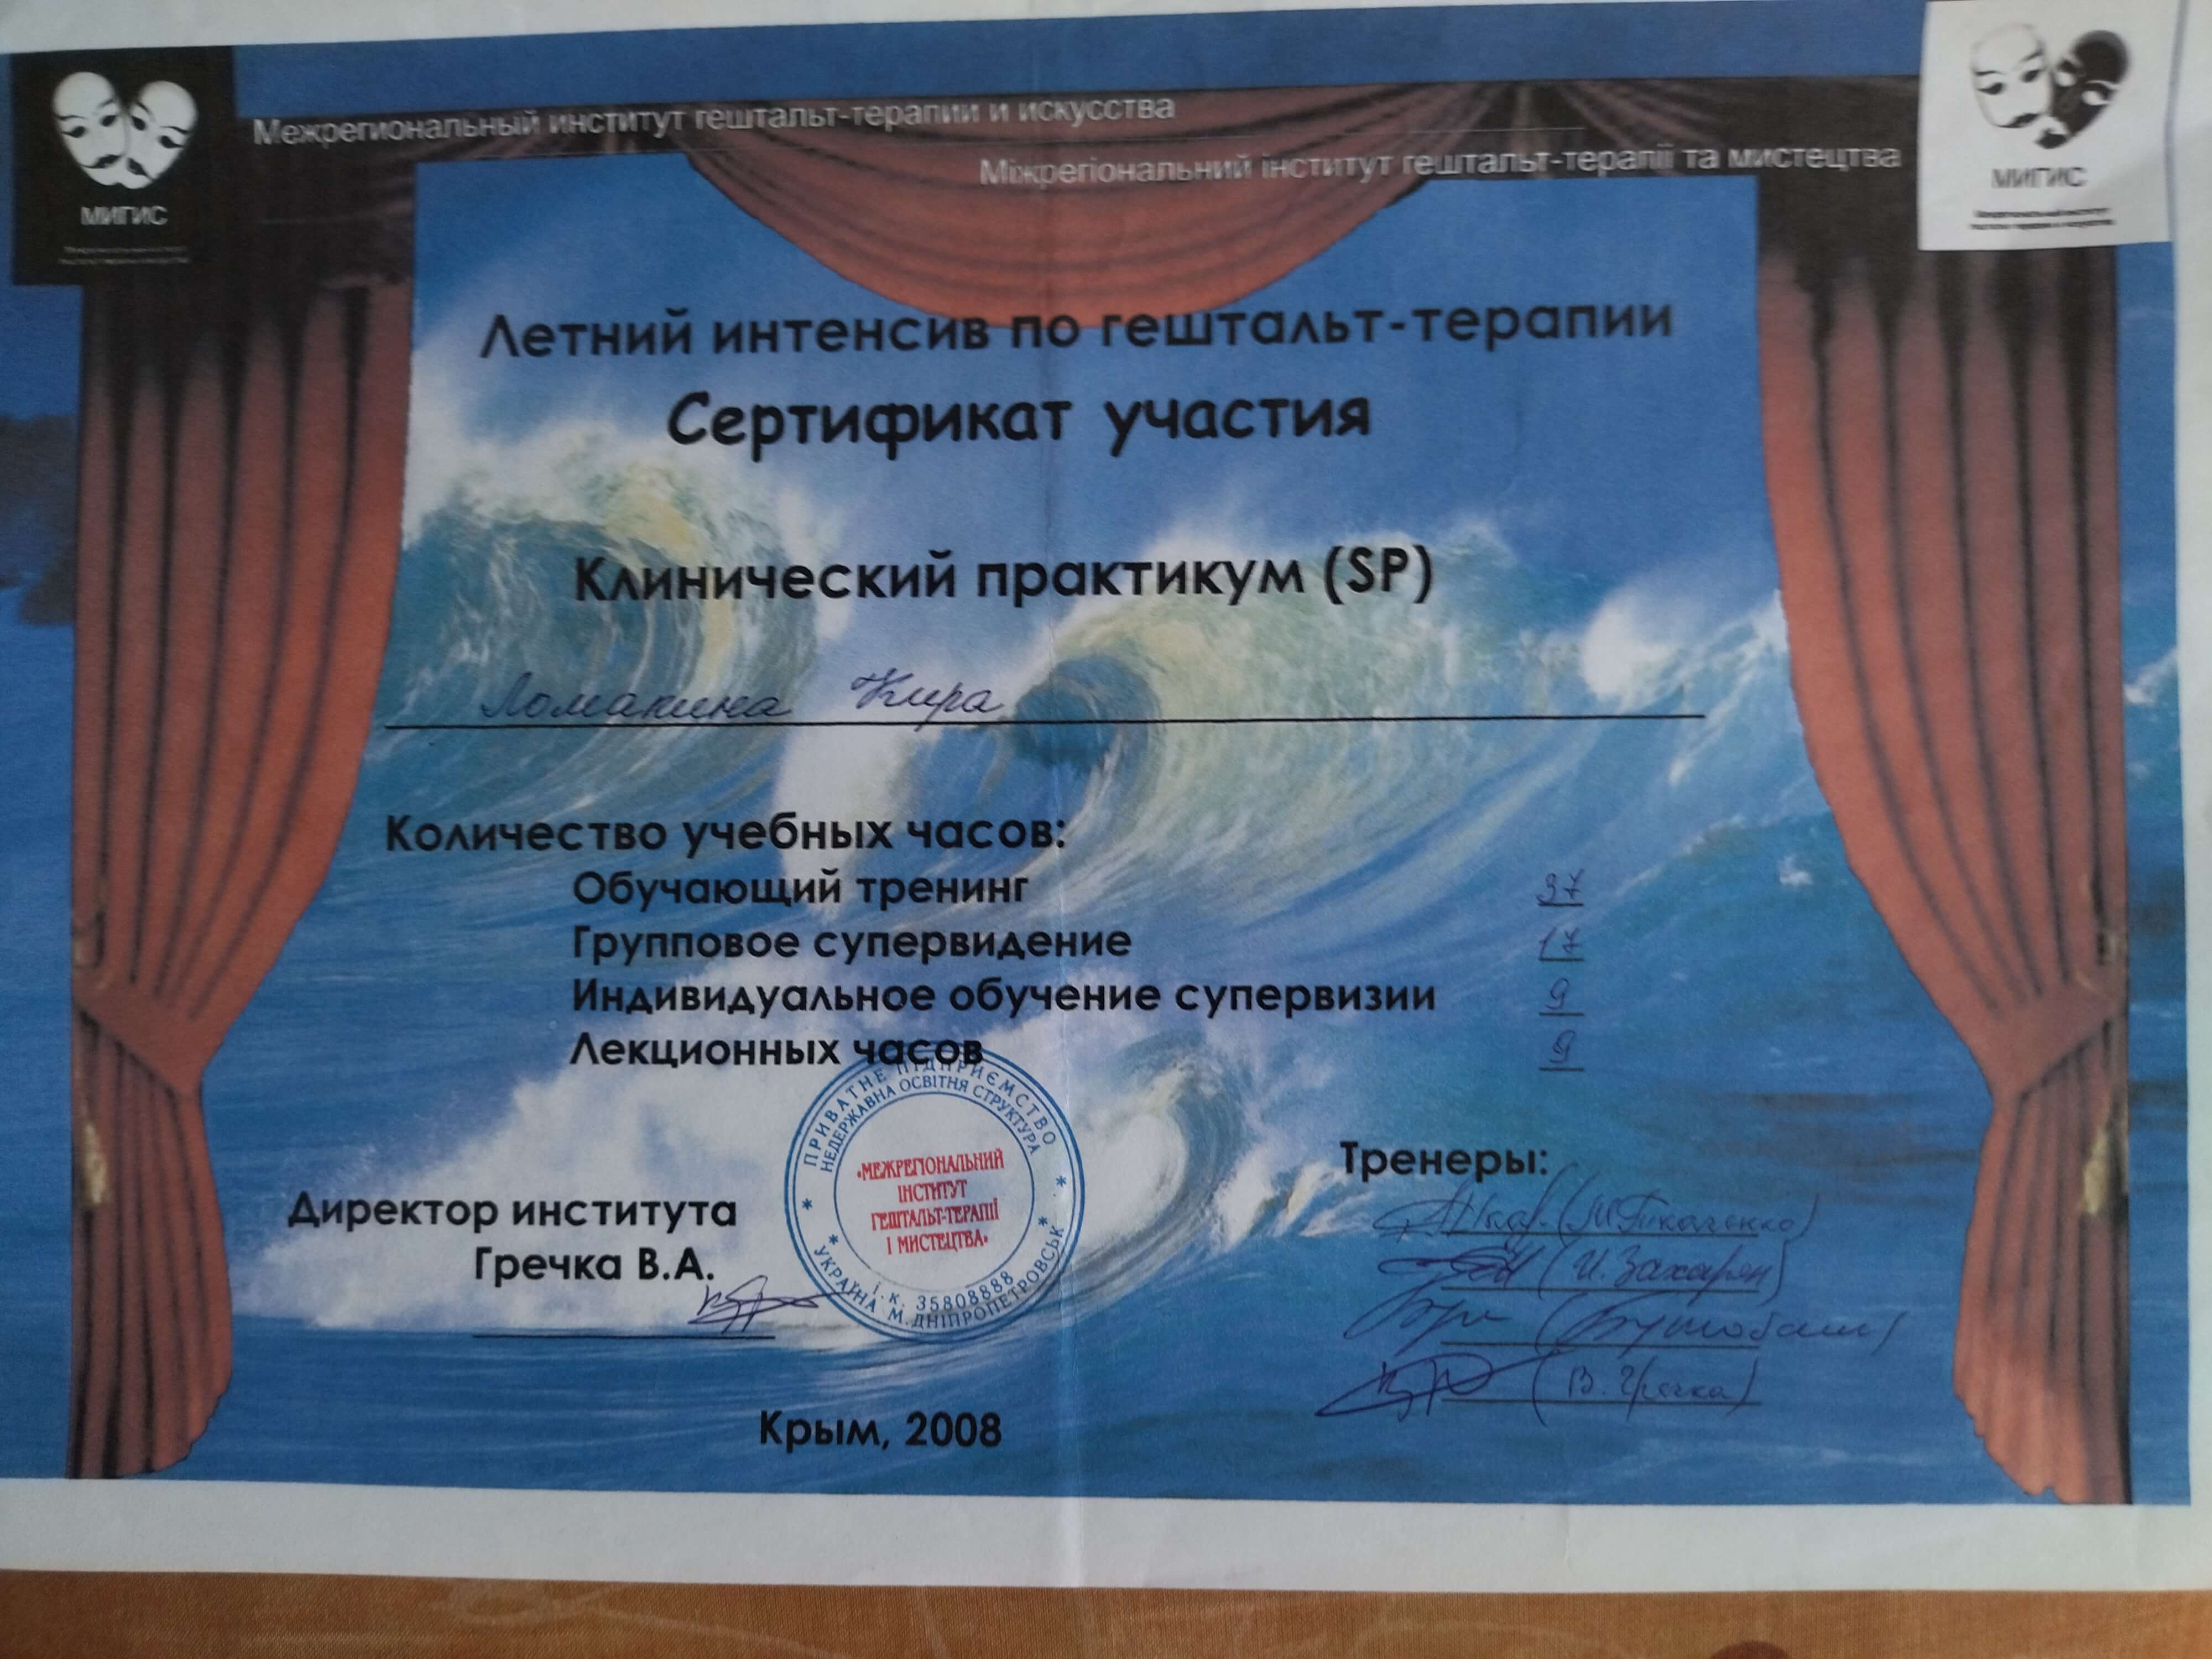 МИГИС
Межрегиональный институт гештальт-терапии и искусства
Міжрегіональний інститут гештальт-терапії та мистецтва
МИГИС
Летний интенсив по гештальт-терапии
Сертификат участия
Клинический практикум (SP)
Ломакина Кира
Количество учебных часов:
Обучающий тренинг 37
Групповое супервидение 17
Индивидуальное обучение супервизии 9
Лекционных часов 9
ПРИВАТНЕ ПІДПРИЄМСТВО
НЕДЕРЖАВНА ОСВІТНЯ СТРУКТУРА
«МЕЖРЕГІОНАЛЬНИЙ
ІНСТИТУТ
ГЕШТАЛЬТ-ТЕРАПІЇ
І МИСТЕЦТВА»
І.К. 35808888
УКРАЇНА М.ДНІПРОПЕТРОВСЬК
Директор института
Гречка В.А.
Тренеры:
(М Ткаченко)
(И. Захарян)
(В. Гречка)
Крым, 2008